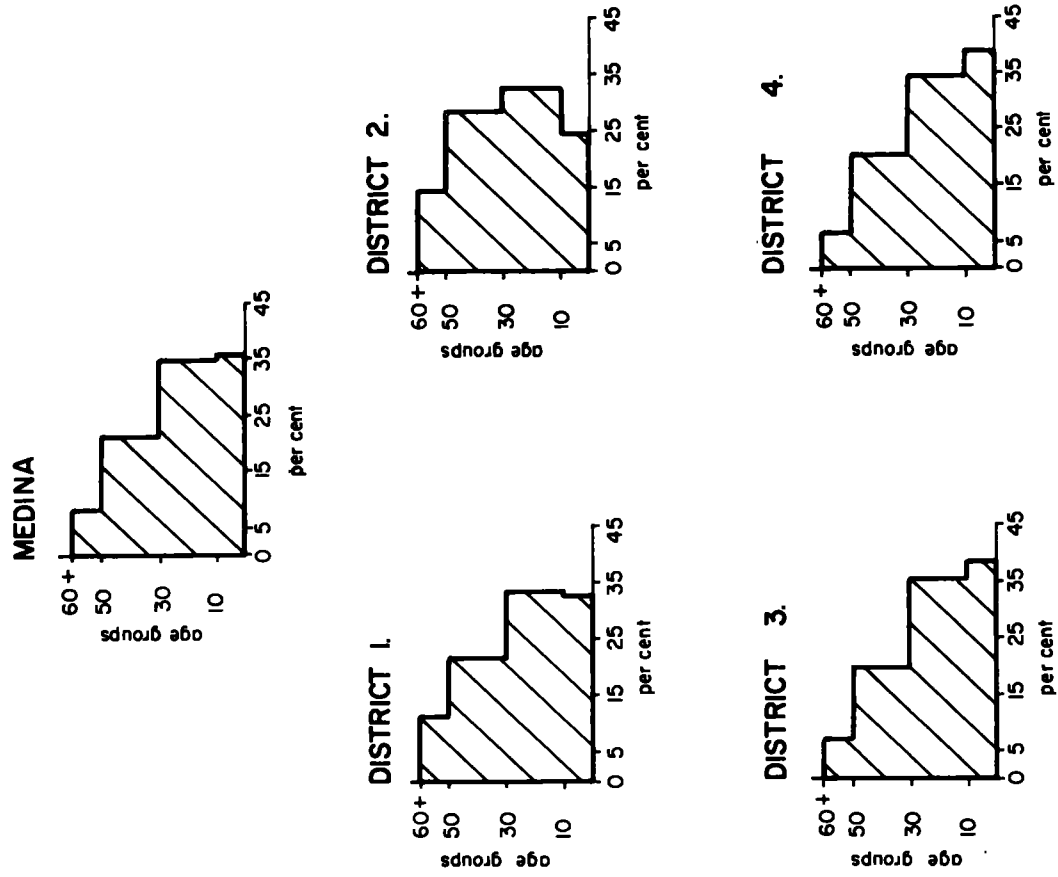 MEDINA
60+
50
30
10
age groups
0 5 15 25 35 45
per cent
DISTRICT 1.
60+
50
30
10
age groups
0 5 15 25 35 45
per cent
DISTRICT 2.
60+
50
30
10
age groups
0 5 15 25 35 45
per cent
DISTRICT 3.
60+
50
30
10
age groups
0 5 15 25 35 45
per cent
DISTRICT 4.
60+
50
30
10
age groups
0 5 15 25 35 45
per cent